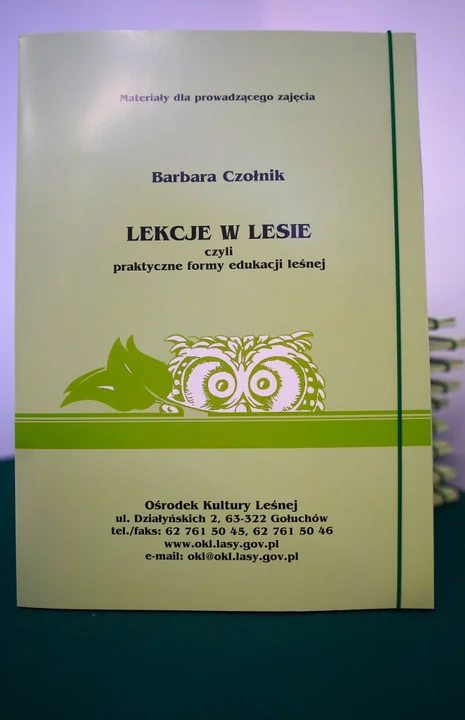 Materiały dla prowadzącego zajęcia
Barbara Czołnik
LEKCJE W LESIE
czyli
praktyczne formy edukacji leśnej
Ośrodek Kultury Leśnej
ul. Działyńskich 2, 63-322 Gołuchów
tel./faks: 62 761 50 45, 62 761 50 46
www.okl.lasy.gov.pl
e-mail: okl@okl.lasy.gov.pl